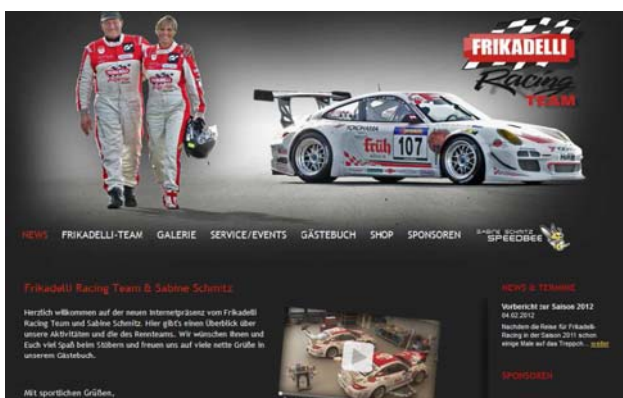 FRIKADELLI
Racing
TEAM
früh
107
NEWS FRIKADELLI-TEAM GALERIE SERVICE/EVENTS GÄSTEBUCH SHOP SPONSOREN
SABINE SCHMITZ
SPEEDBEE
Frikadelli Racing Team & Sabine Schmitz
Herzlich willkommen auf der neuen Internetpräsenz vom Frikadelli
Racing Team und Sabine Schmitz. Hier gibt's einen Überblick über
unsere Aktivitäten und die des Rennteams. Wir wünschen Ihnen und
Euch viel Spaß beim Stöbern und freuen uns auf viele nette Grüße in
unserem Gästebuch.
Mit sportlichen Grüßen,
NEWS & TERMINE
Vorbericht zur Saison 2012
04.02.2012
Nachdem die Reise für Frikadelli-
Racing in der Saison 2011 schon
einige Male auf das Treppch... weiter
SPONSOREN